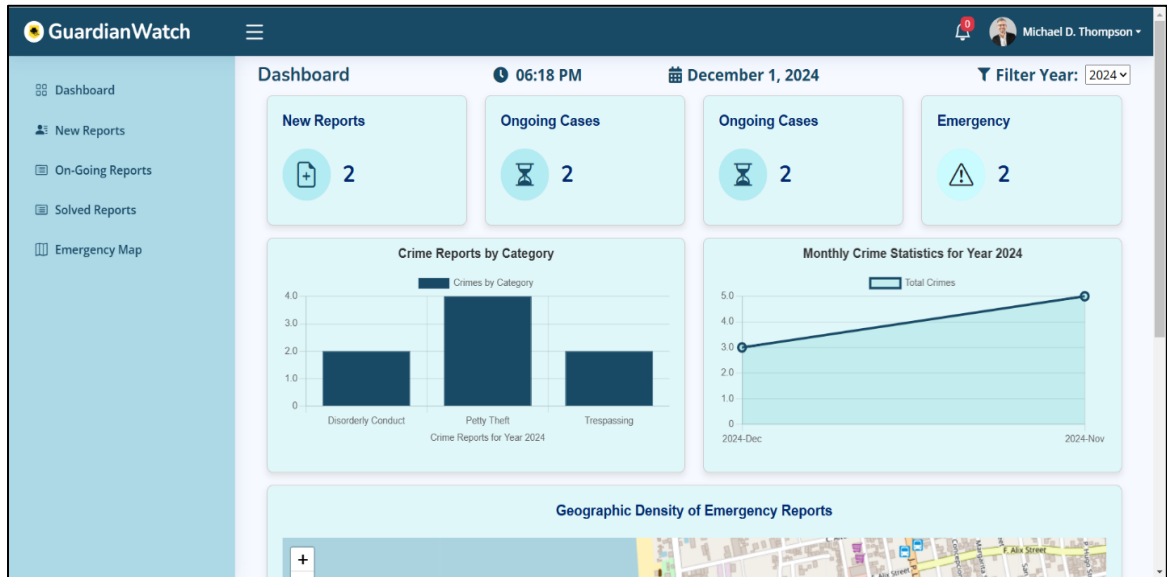 GuardianWatch
0
Michael D. Thompson
Dashboard
New Reports
On-Going Reports
Solved Reports
Emergency Map
Dashboard
06:18 PM
December 1, 2024
Filter Year: 2024
New Reports
2
Ongoing Cases
2
Ongoing Cases
2
Emergency
2
Crime Reports by Category
Crimes by Category
4.0
3.0
2.0
1.0
0
Disorderly Conduct Petty Theft Trespassing
Crime Reports for Year 2024
Monthly Crime Statistics for Year 2024
Total Crimes
5.0
4.0
3.0
2.0
1.0
0
2024-Dec 2024-Nov
Geographic Density of Emergency Reports
+
F. Alix Street
Alix Street